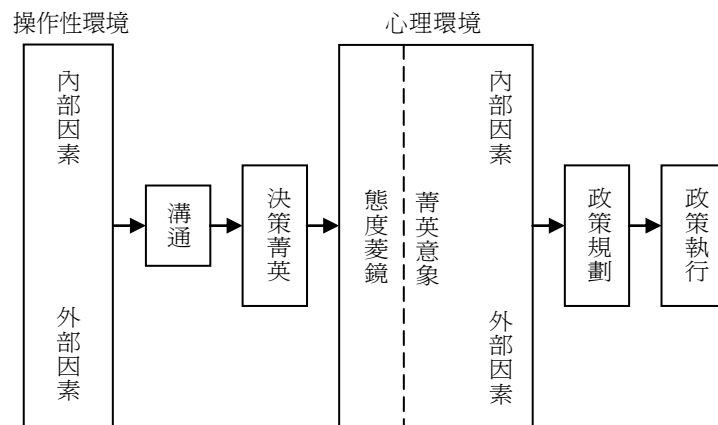 操作性環境
心理環境
內部因素
外部因素
溝通
決策菁英
態度菱鏡
菁英意象
內部因素
外部因素
政策規劃
政策執行